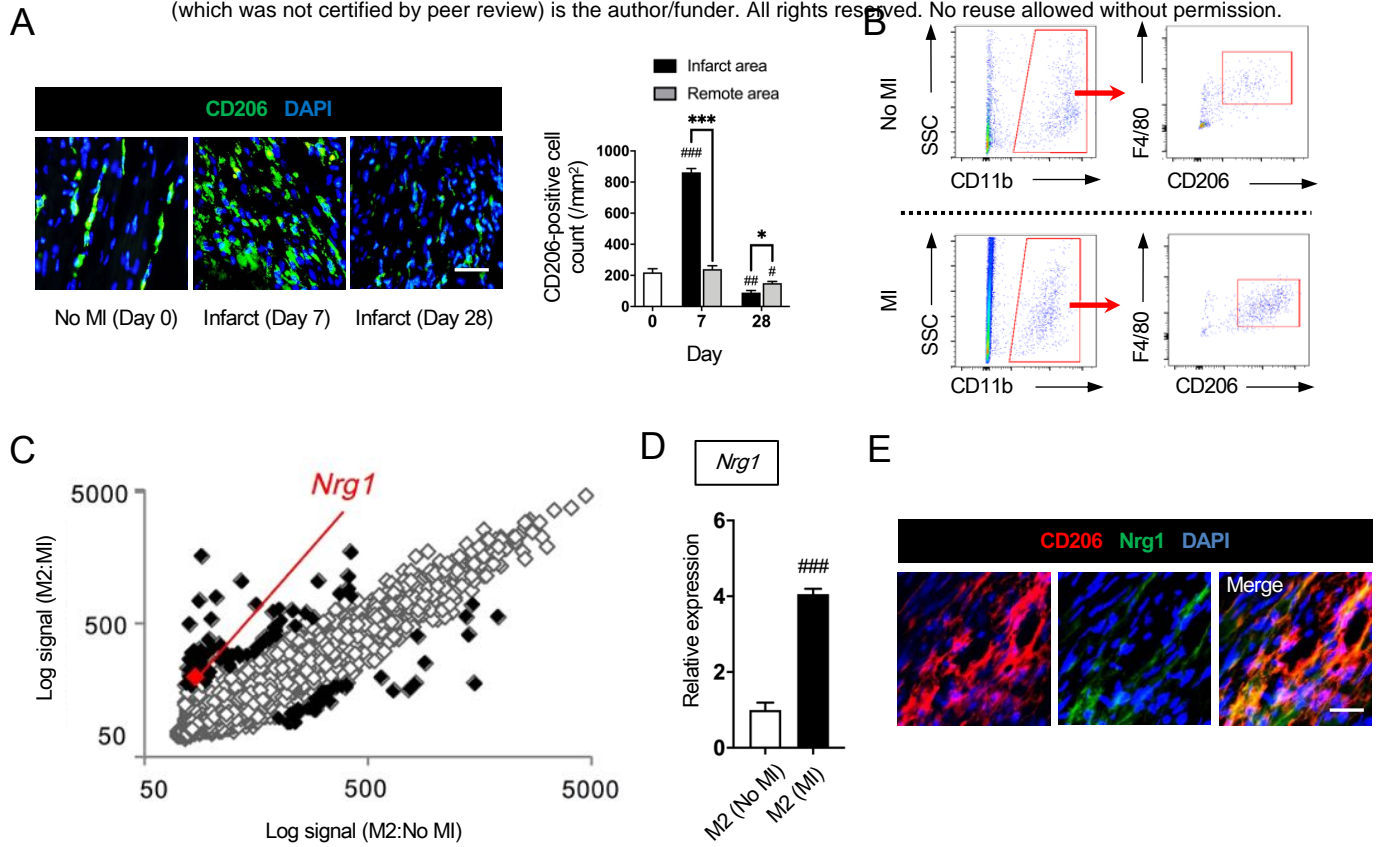 (which was not certified by peer review) is the author/funder. All rights reserved. No reuse allowed without permission.
A
CD206 DAPI
No MI (Day 0) Infarct (Day 7) Infarct (Day 28)
Infarct area
Remote area
CD206-positive cell
count (/mm²)
1000
800
600
400
200
0
***
###
*
##
#
0 7 28
Day
B
No MI
SSC
CD11b
F4/80
CD206
MI
SSC
CD11b
F4/80
CD206
C
Nrg1
Log signal (M2:MI)
5000
500
50
50 500 5000
Log signal (M2:No MI)
D
Nrg1
Relative expression
6
4
2
0
###
M2 (No MI)
M2 (MI)
E
CD206 Nrg1 DAPI
Merge